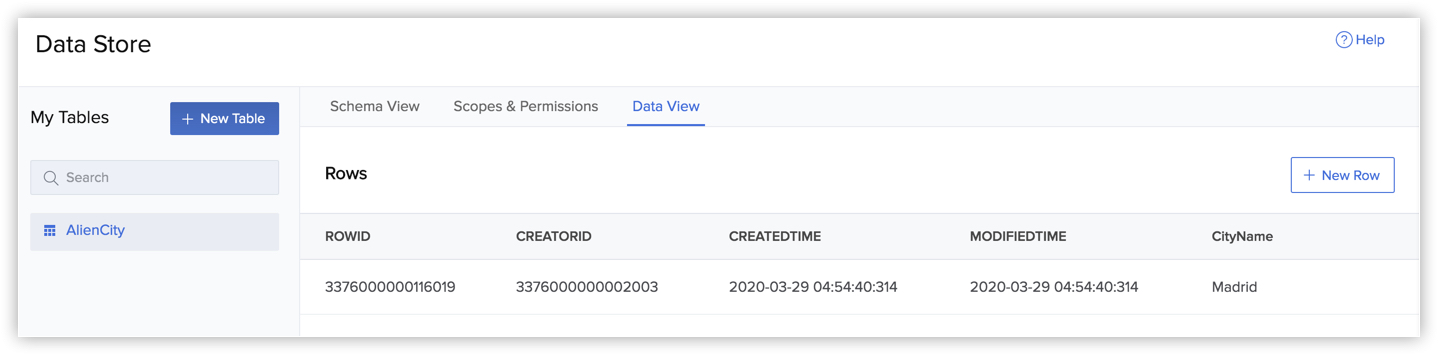 Data Store
Help
My Tables
+ New Table
Search
AlienCity
Schema View Scopes & Permissions Data View
Rows
+ New Row
ROWID CREATORID CREATEDTIME MODIFIEDTIME CityName
3376000000116019 3376000000002003 2020-03-29 04:54:40:314 2020-03-29 04:54:40:314 Madrid